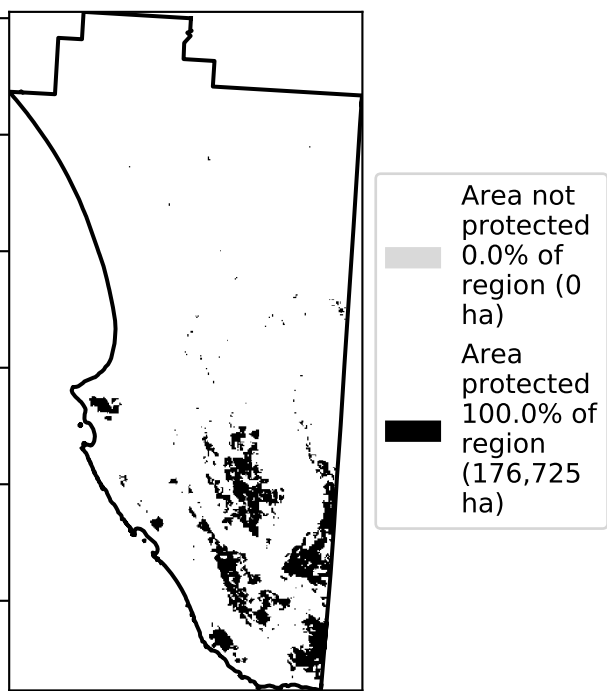 Area not
protected
0.0% of
region (0
ha)
Area
protected
100.0% of
region
(176,725
ha)